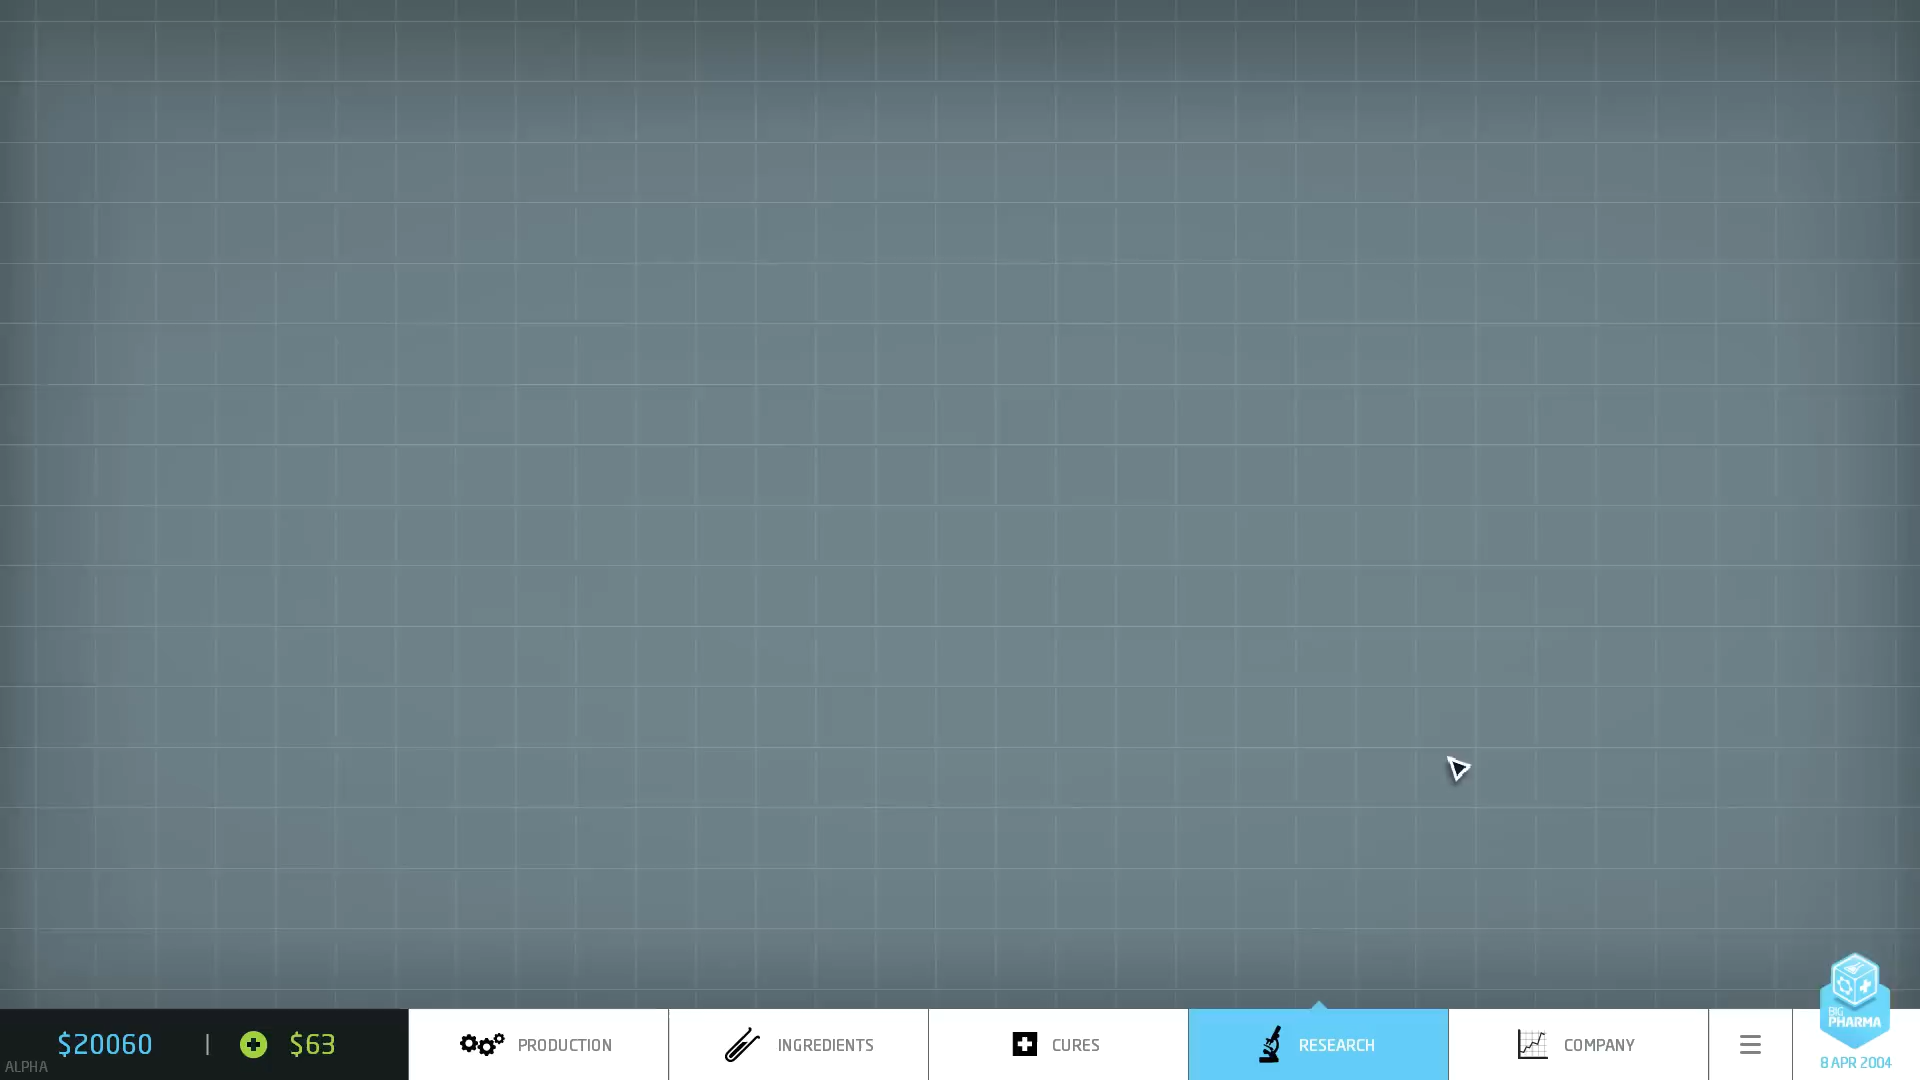 $20060 | $63
ALPHA
PRODUCTION
INGREDIENTS
CURES
RESEARCH
COMPANY
BIG
PHARMA
8 APR 2004